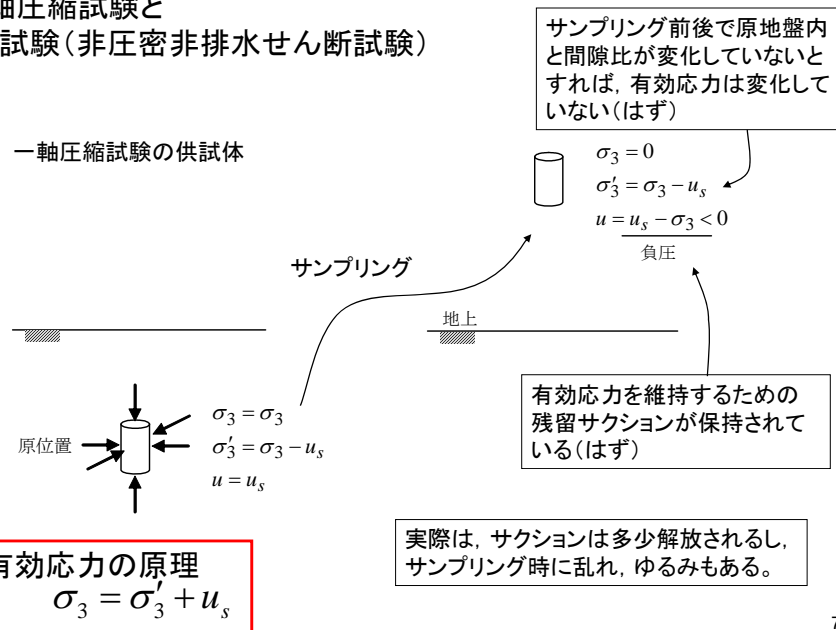 軸圧縮試験と
試験（非圧密非排水せん断試験）
サンプリング前後で原地盤内
と間隙比が変化していないと
すれば，有効応力は変化して
いない（はず）
一軸圧縮試験の供試体
σ₃ = 0
σ′₃ = σ₃ − uₛ
u = uₛ − σ₃ < 0
負圧
サンプリング
地上
原位置
σ₃ = σ₃
σ′₃ = σ₃ − uₛ
u = uₛ
有効応力を維持するための
残留サクションが保持されて
いる（はず）
実際は，サクションは多少解放されるし，
サンプリング時に乱れ，ゆるみもある。
有効応力の原理
σ₃ = σ′₃ + uₛ